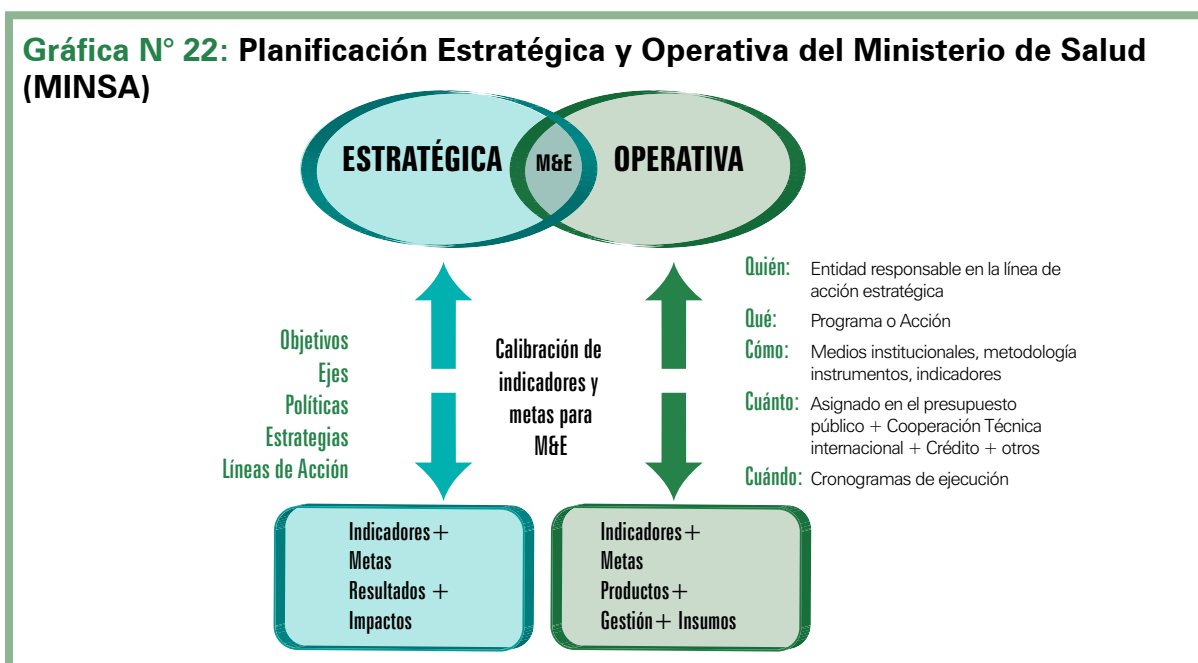 Gráfica N° 22: Planificación Estratégica y Operativa del Ministerio de Salud
(MINSA)
ESTRATÉGICA
M&E
OPERATIVA
Objetivos
Ejes
Políticas
Estrategias
Líneas de Acción
Calibración de
indicadores y
metas para
M&E
Quién: Entidad responsable en la línea de
acción estratégica
Qué: Programa o Acción
Cómo: Medios institucionales, metodología
instrumentos, indicadores
Cuánto: Asignado en el presupuesto
público + Cooperación Técnica
internacional + Crédito + otros
Cuándo: Cronogramas de ejecución
Indicadores+
Metas
Resultados +
Impactos
Indicadores+
Metas
Productos+
Gestión+ Insumos